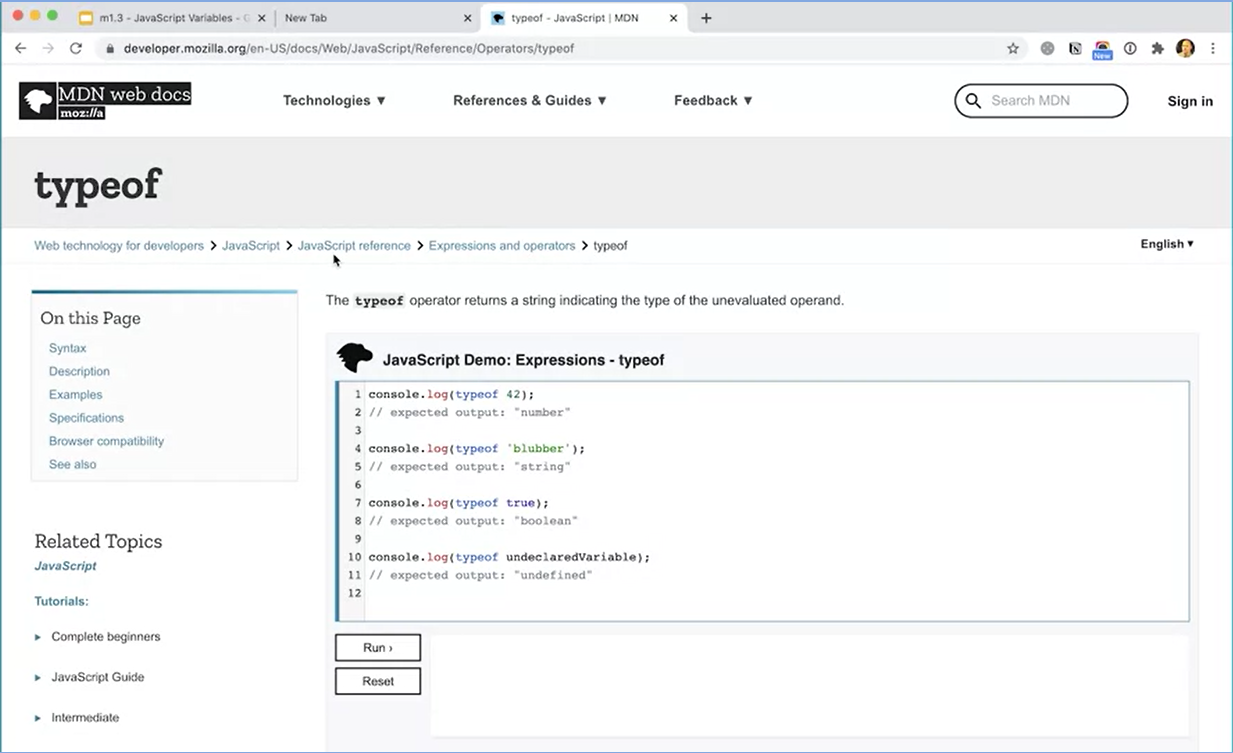 m1.3 - JavaScript Variables - G
New Tab
typeof - JavaScript | MDN
developer.mozilla.org/en-US/docs/Web/JavaScript/Reference/Operators/typeof
New
MDN web docs
moz://a
Technologies ▼
References & Guides ▼
Feedback ▼
Search MDN
Sign in
typeof
Web technology for developers > JavaScript > JavaScript reference > Expressions and operators > typeof
English ▼
On this Page
Syntax
Description
Examples
Specifications
Browser compatibility
See also
Related Topics
JavaScript
Tutorials:
Complete beginners
JavaScript Guide
Intermediate
The typeof operator returns a string indicating the type of the unevaluated operand.
JavaScript Demo: Expressions - typeof
1 console.log(typeof 42);
2 // expected output: "number"
3
4 console.log(typeof 'blubber');
5 // expected output: "string"
6
7 console.log(typeof true);
8 // expected output: "boolean"
9
10 console.log(typeof undeclaredVariable);
11 // expected output: "undefined"
12
Run ›
Reset